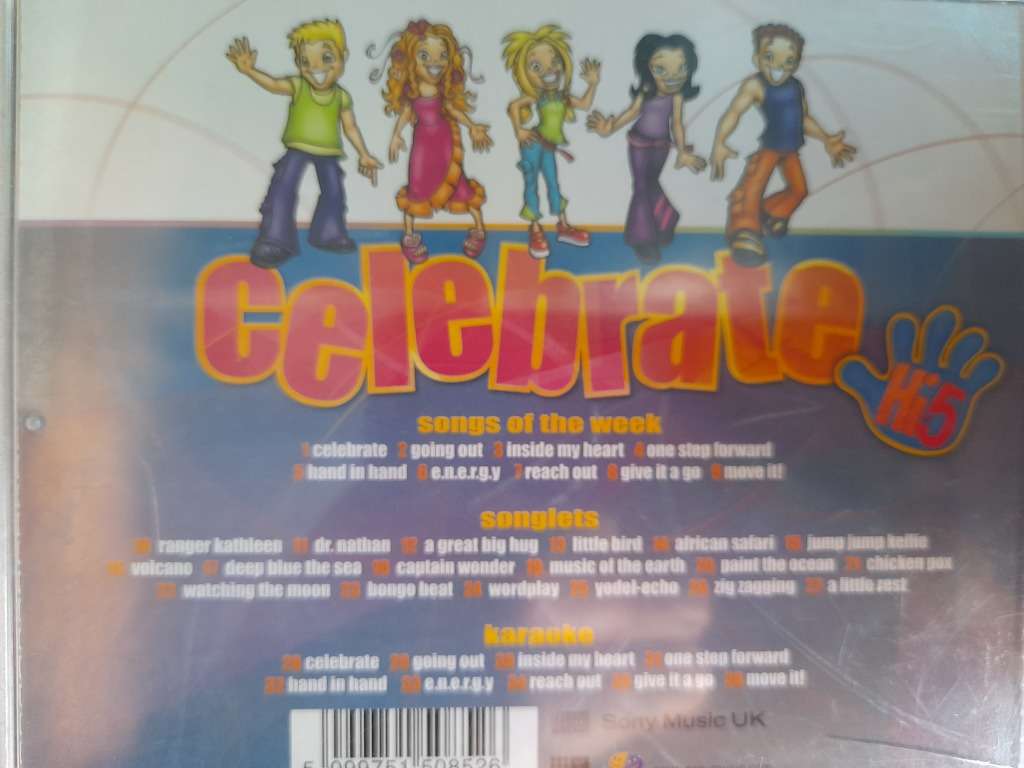 celebrate
Hi5
songs of the week
1 celebrate 2 going out 3 inside my heart 4 one step forward
5 hand in hand 6 e.n.e.r.g.y 7 reach out 8 give it a go 9 move it!
songlets
10 ranger kathleen 11 dr. nathan 12 a great big hug 13 little bird 14 african safari 15 jump jump kellie
16 volcano 17 deep blue the sea 18 captain wonder 19 music of the earth 20 paint the ocean 21 chicken pox
22 watching the moon 23 bongo beat 24 wordplay 25 yodel-echo 26 zig zagging 27 a little rest
karaoke
28 celebrate 29 going out 30 inside my heart 31 one step forward
32 hand in hand 33 e.n.e.r.g.y 34 reach out 35 give it a go 36 move it!
Sony Music UK
5 099751 508526